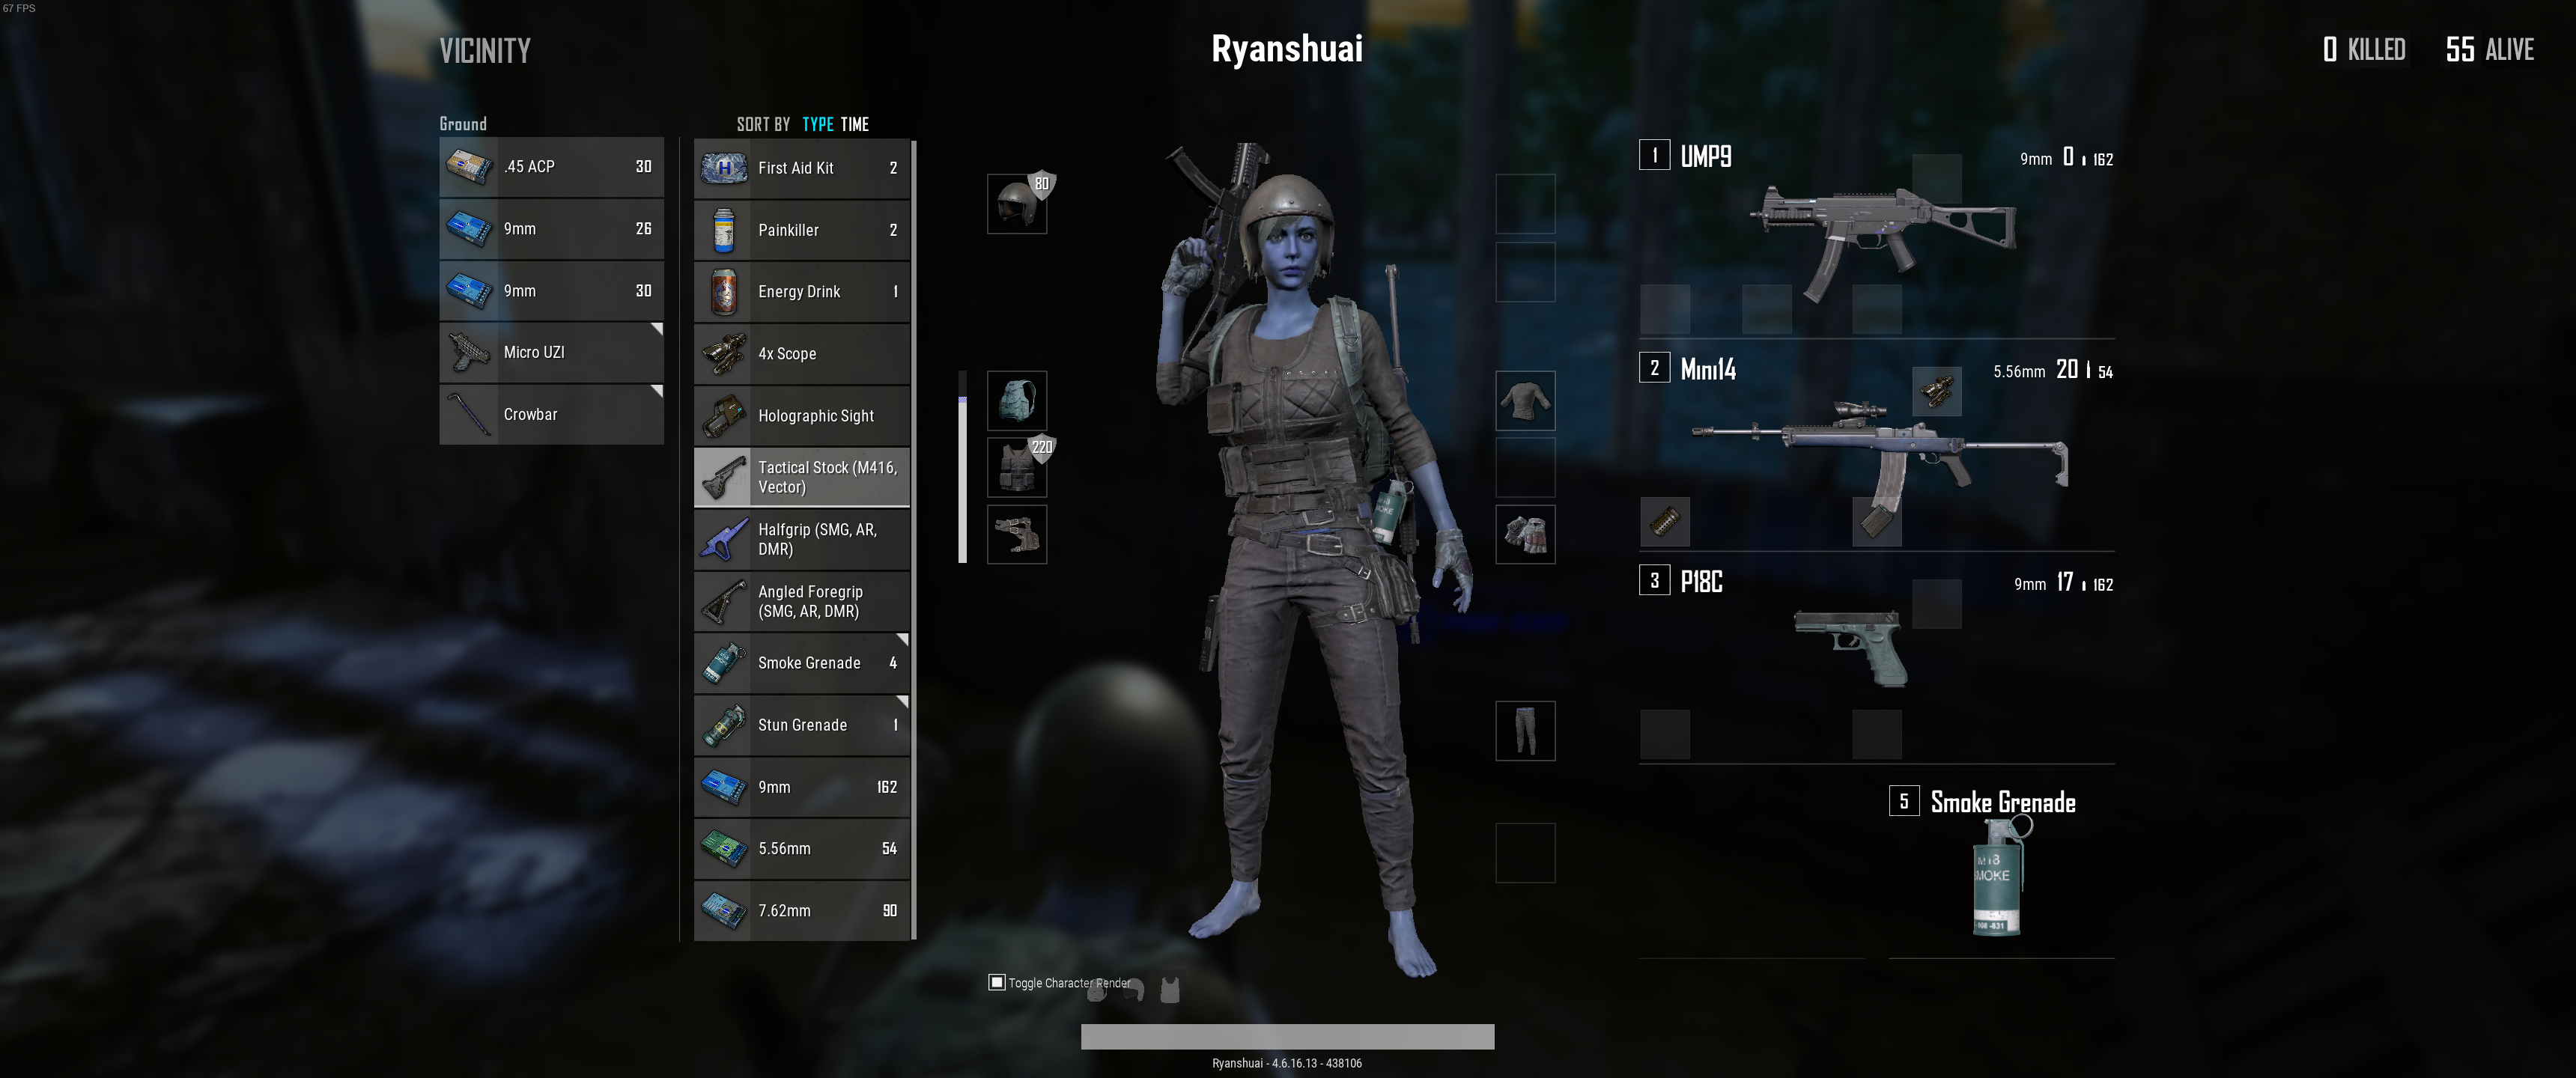 67 FPS
VICINITY
Ryanshuai
0 KILLED 55 ALIVE
Ground
.45 ACP 30
9mm 26
9mm 30
Micro UZI
Crowbar
SORT BY TYPE TIME
First Aid Kit 2
Painkiller 2
Energy Drink 1
4x Scope
Holographic Sight
Tactical Stock (M416,
Vector)
Halfgrip (SMG, AR,
DMR)
Angled Foregrip
(SMG, AR, DMR)
Smoke Grenade 4
Stun Grenade 1
9mm 162
5.56mm 54
7.62mm 90
80
220
Toggle Character Render
1 UMP9 9mm 0 162
2 Mini14 5.56mm 20 54
3 P18C 9mm 17 162
5 Smoke Grenade
M18
SMOKE
Ryanshuai - 4.6.16.13 - 438106